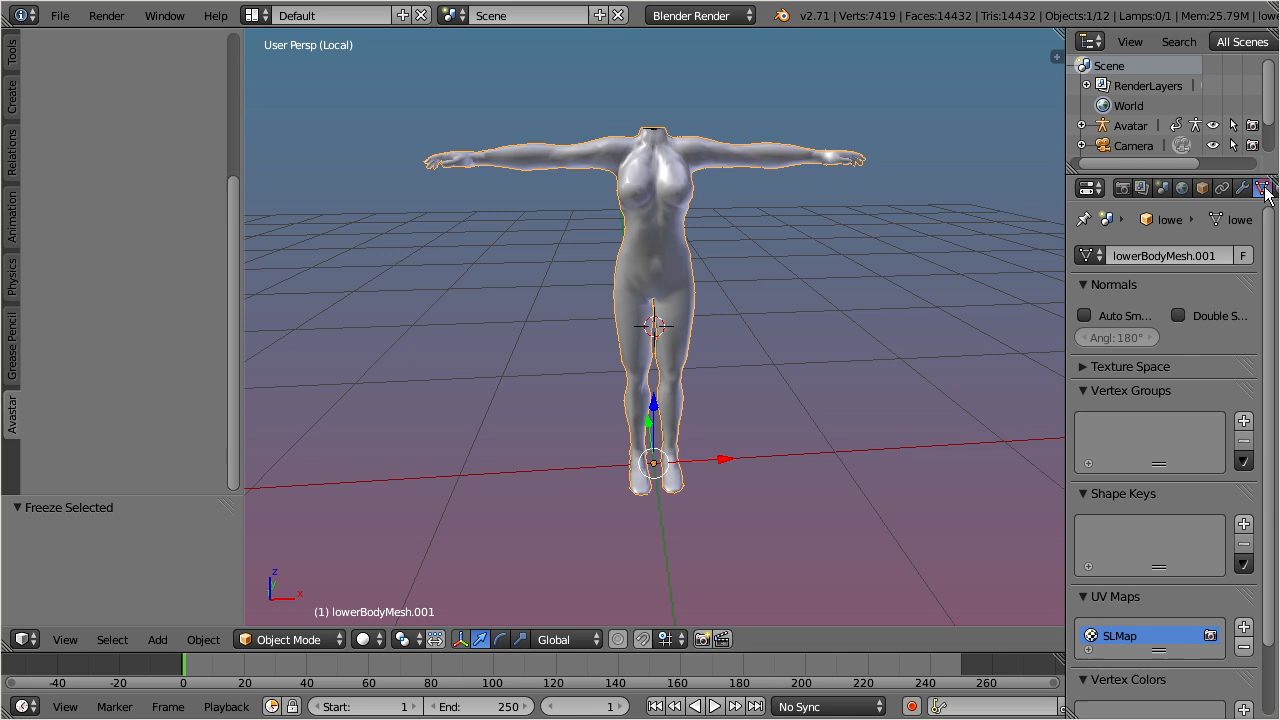 File Render Window Help Default Scene Blender Render v2.71 | Verts:7419 | Faces:14432 | Tris:14432 | Objects:1/12 | Lamps:0/1 | Mem:25.79M | lowe
Tools
Create
Relations
Animation
Physics
Grease Pencil
Avastar
Freeze Selected
User Persp (Local)
z
x
(1) lowerBodyMesh.001
View Select Add Object Object Mode Global
-40 -20 0 20 40 60 80 100 120 140 160 180 200 220 240 260
View Marker Frame Playback Start: 1 End: 250 1 No Sync
View Search All Scenes
Scene
RenderLayers |
World
Avatar |
Camera |
lowe lowe
lowerBodyMesh.001 F
Normals
Auto Sm... Double S...
Angl: 180°
Texture Space
Vertex Groups
Shape Keys
UV Maps
SLMap
Vertex Colors